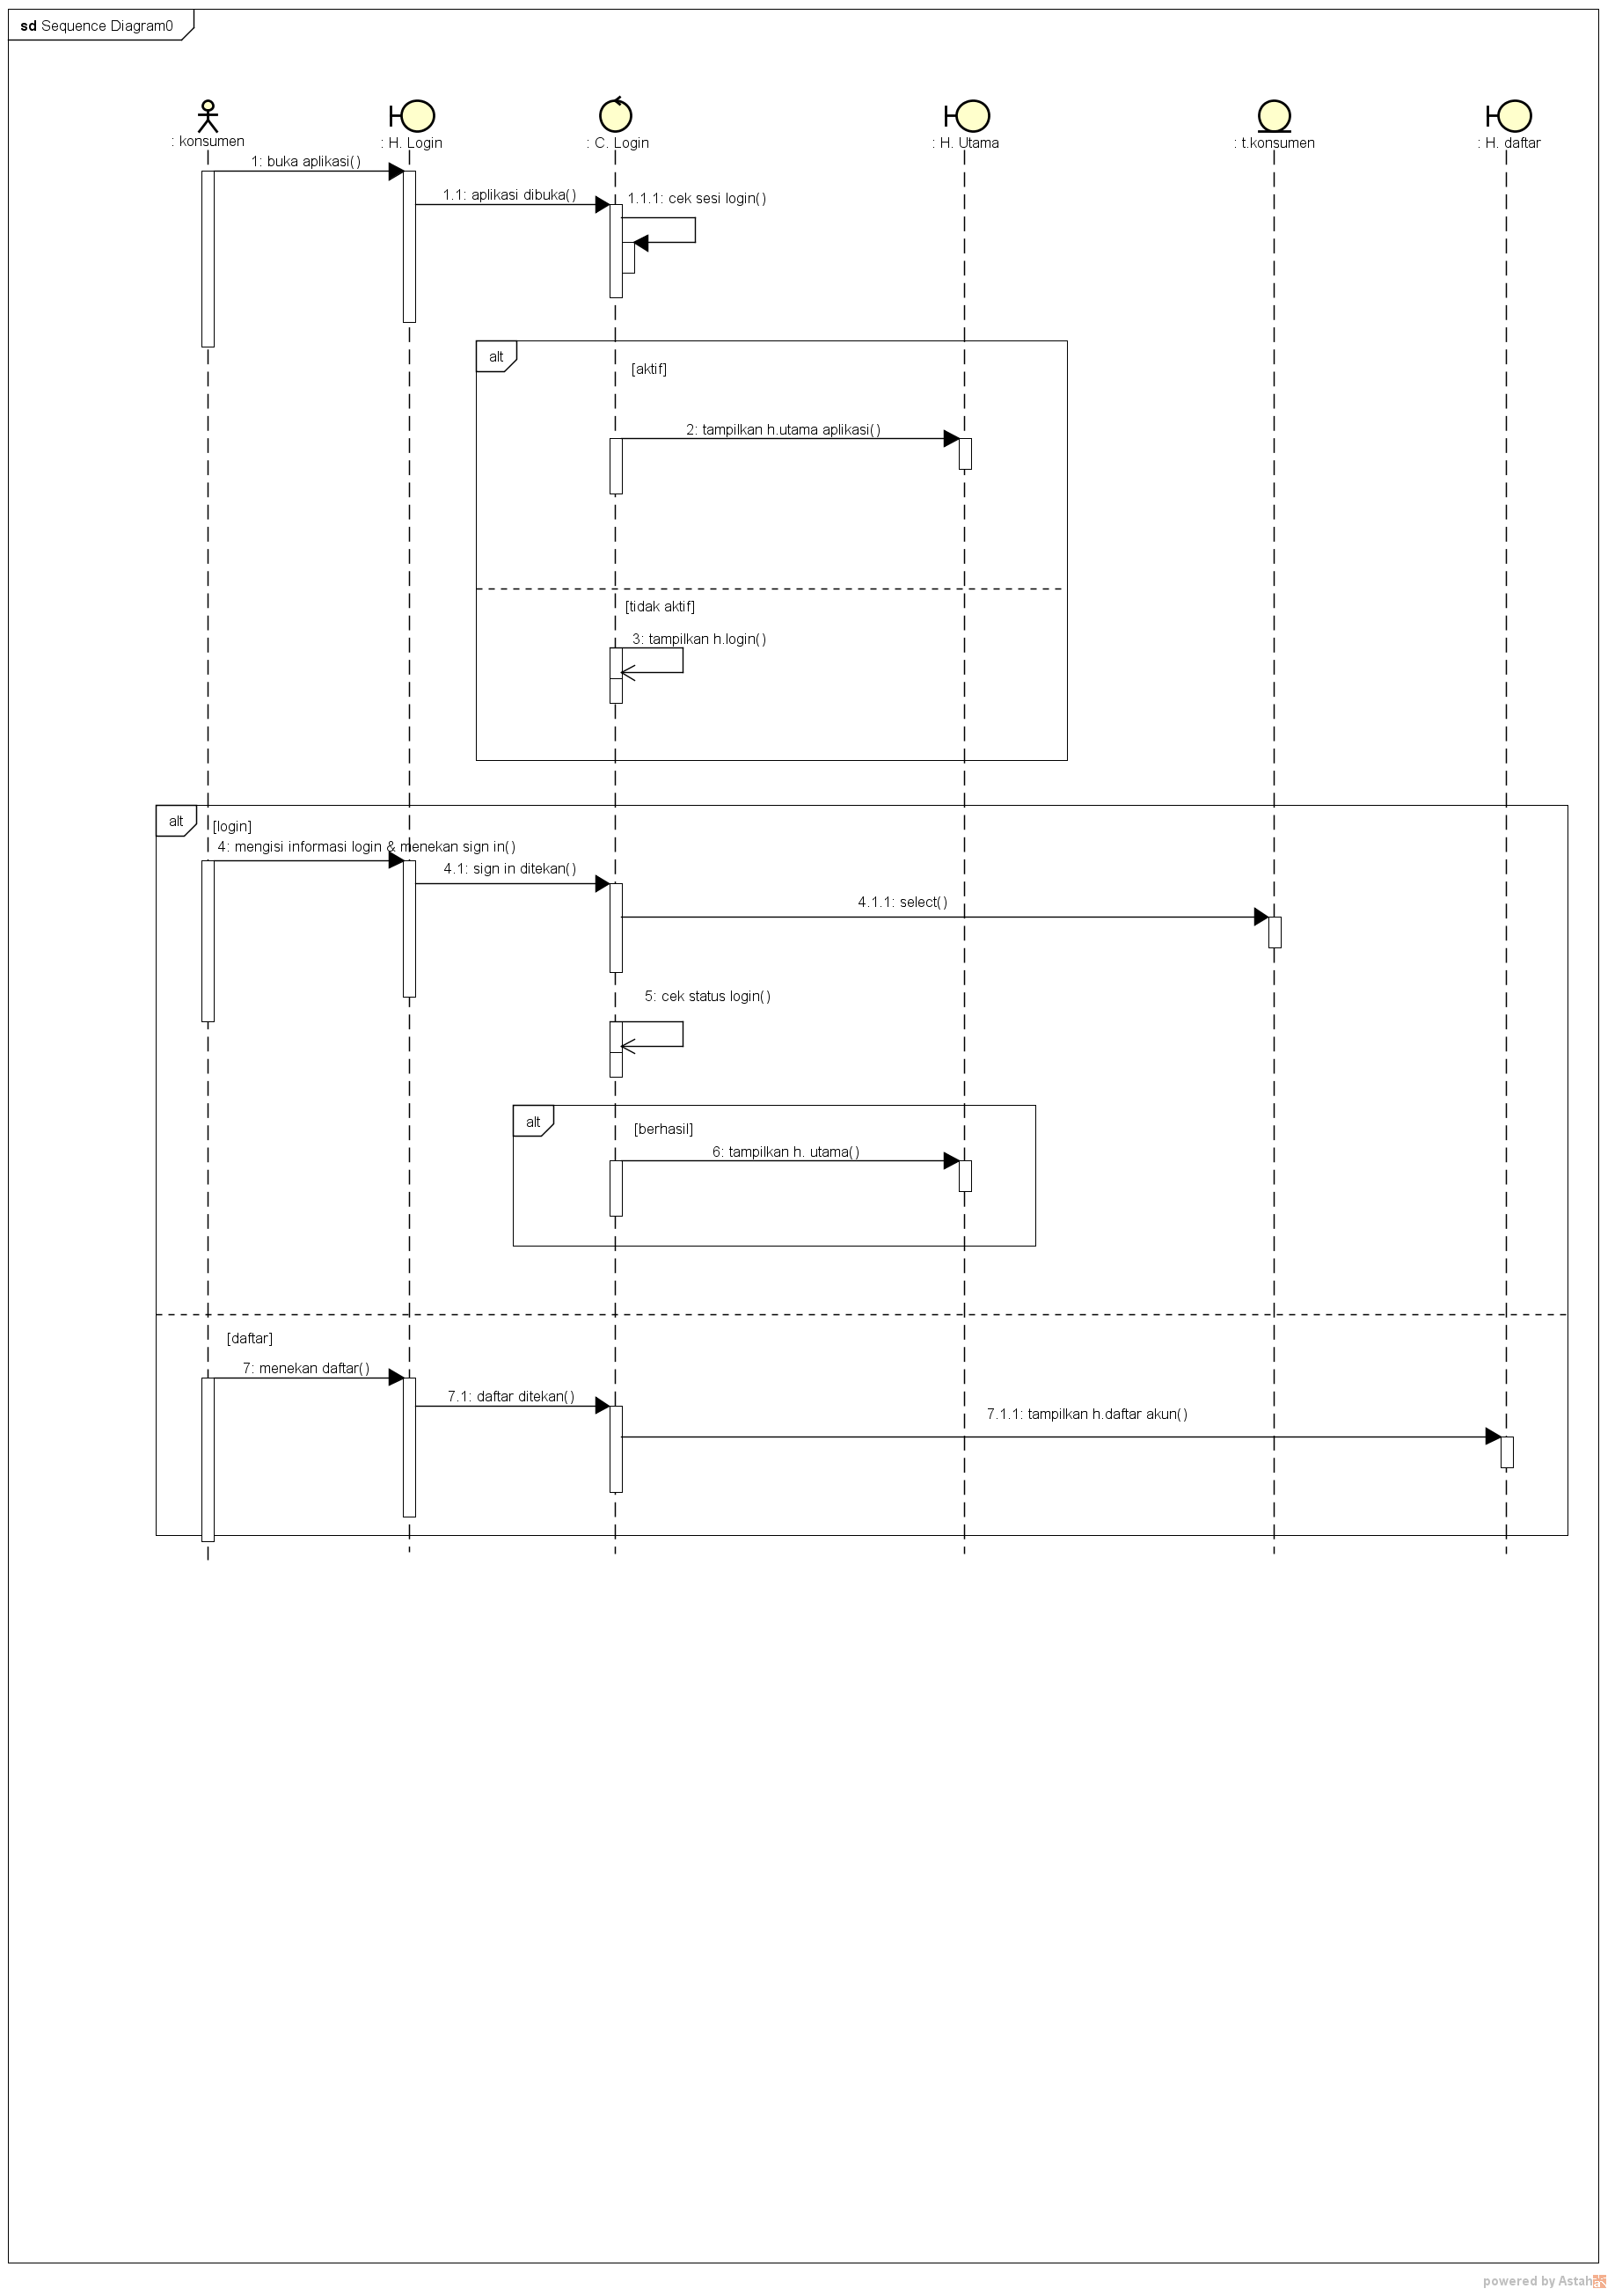 sd Sequence Diagram0
: konsumen
: H. Login
: C. Login
: H. Utama
: t.konsumen
: H. daftar
1: buka aplikasi()
1.1: aplikasi dibuka()
1.1.1: cek sesi login()
alt
[aktif]
2: tampilkan h.utama aplikasi()
[tidak aktif]
3: tampilkan h.login()
alt
[login]
4: mengisi informasi login & menekan sign in()
4.1: sign in ditekan()
4.1.1: select()
5: cek status login()
alt
[berhasil]
6: tampilkan h. utama()
[daftar]
7: menekan daftar()
7.1: daftar ditekan()
7.1.1: tampilkan h.daftar akun()
powered by Astah